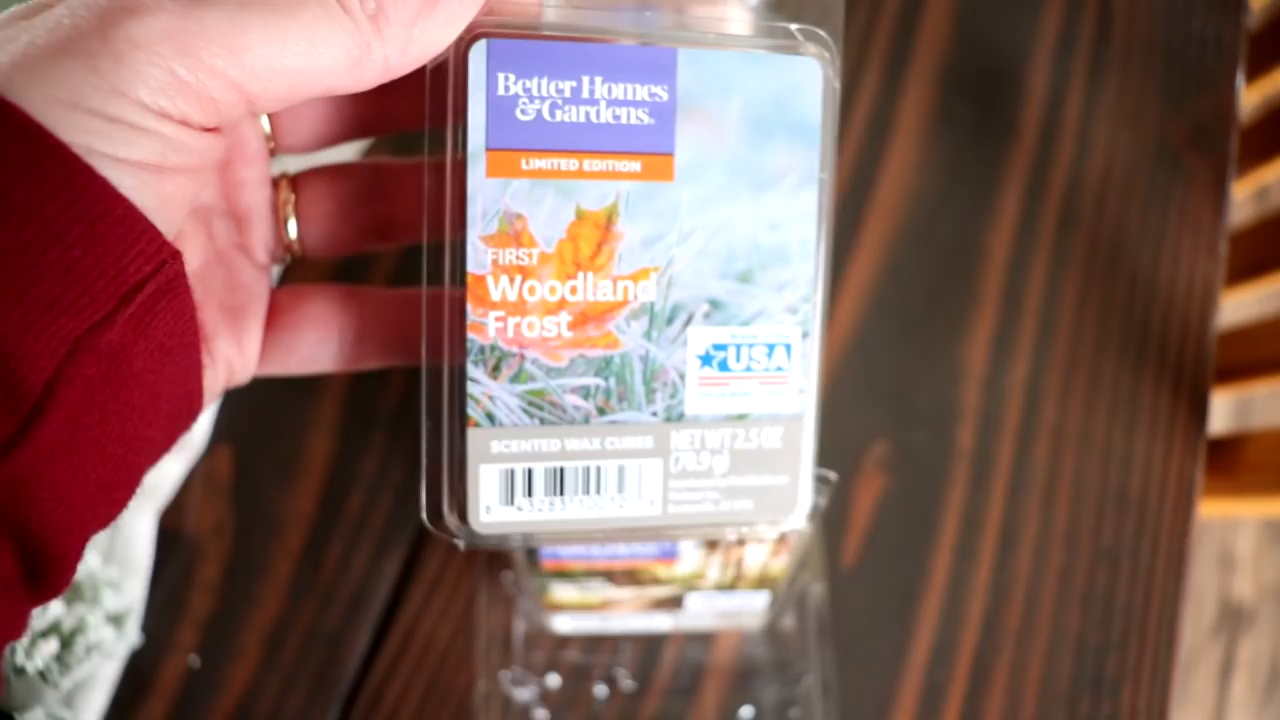 Better Homes
& Gardens
LIMITED EDITION
FIRST
Woodland
Frost
USA
SCENTED WAX CUBES
NET WT 2.5 OZ
(70.9 g)